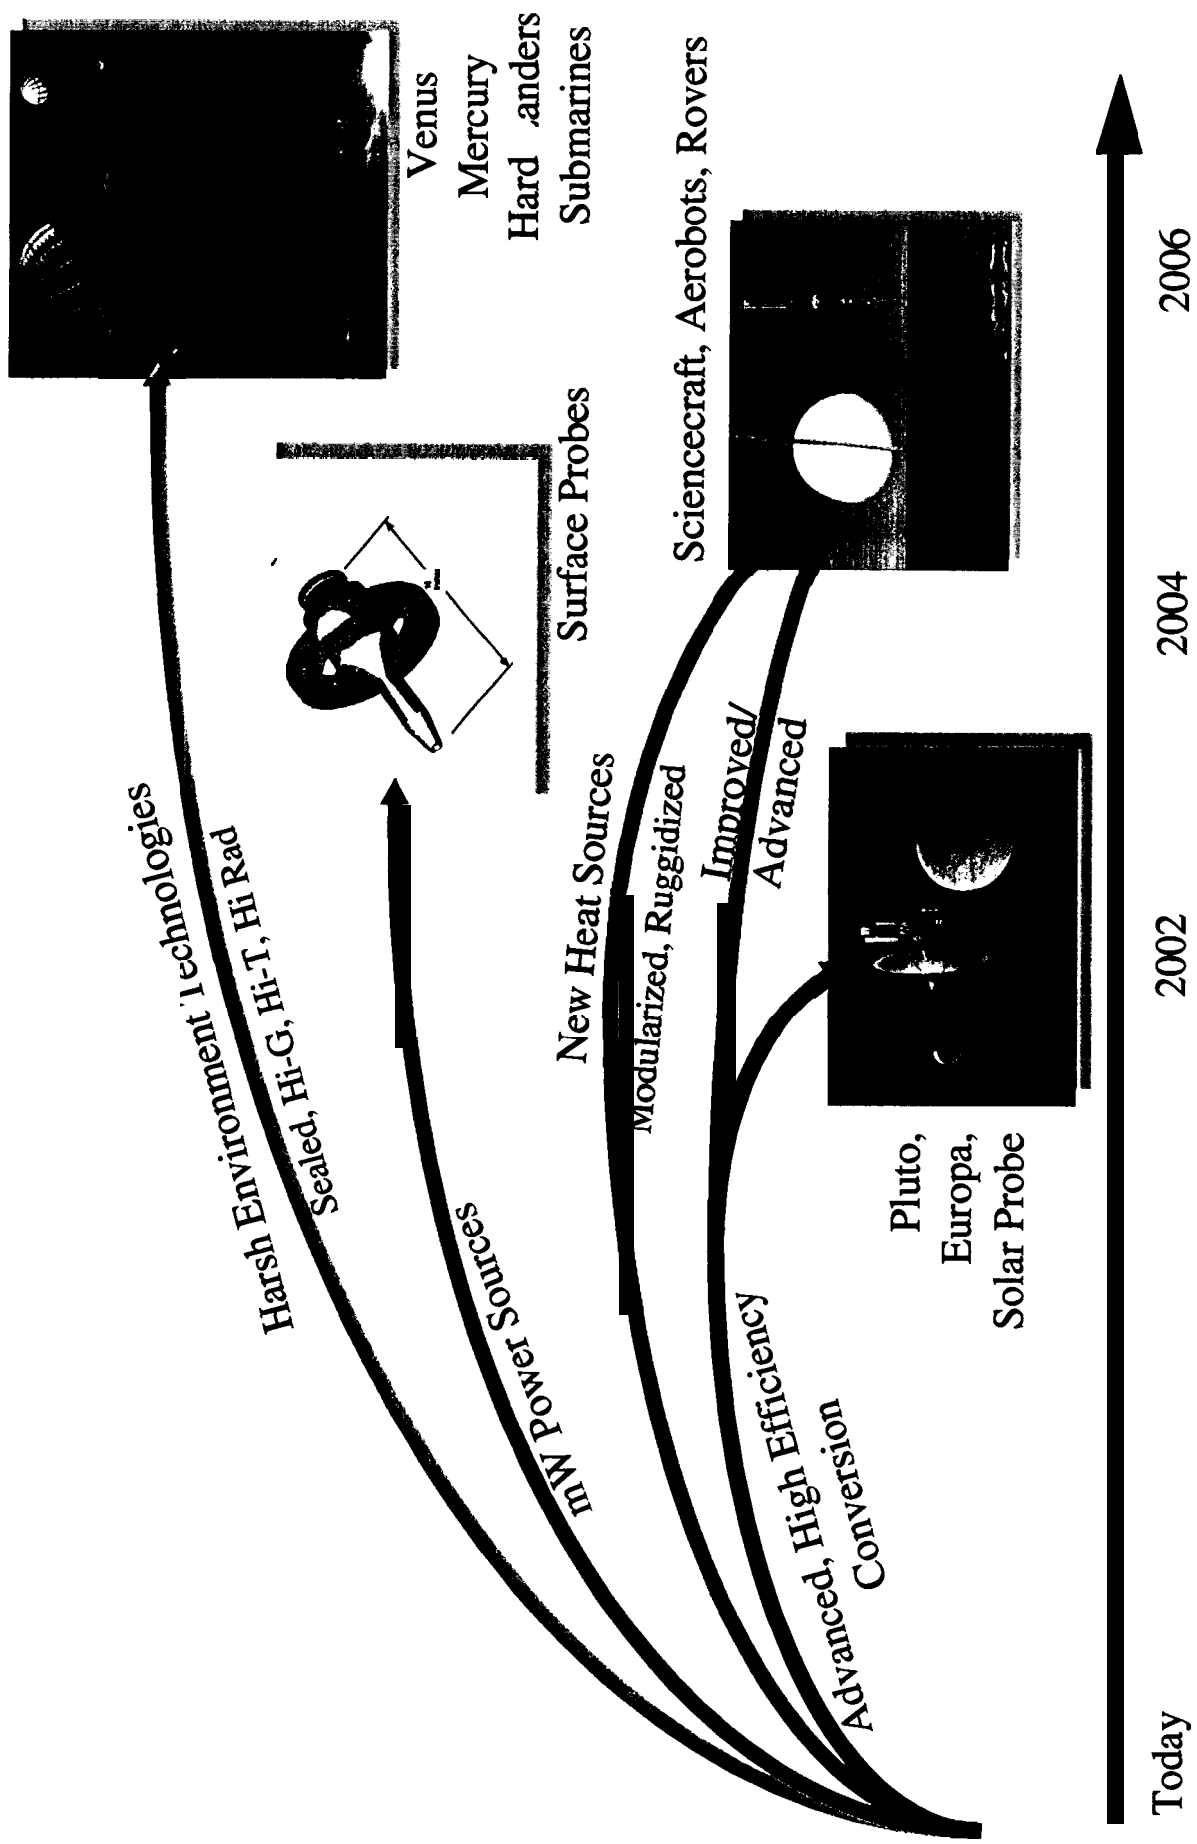 Venus
Mercury
Hard Landers
Submarines
Harsh Environment Technologies
Sealed, Hi-G, Hi-T, Hi Rad
Surface Probes
mW Power Sources
Sciencecraft, Aerobots, Rovers
New Heat Sources
Modularized, Ruggidized
Improved/
Advanced
Advanced, High Efficiency
Conversion
Pluto,
Europa,
Solar Probe
Today
2002
2004
2006